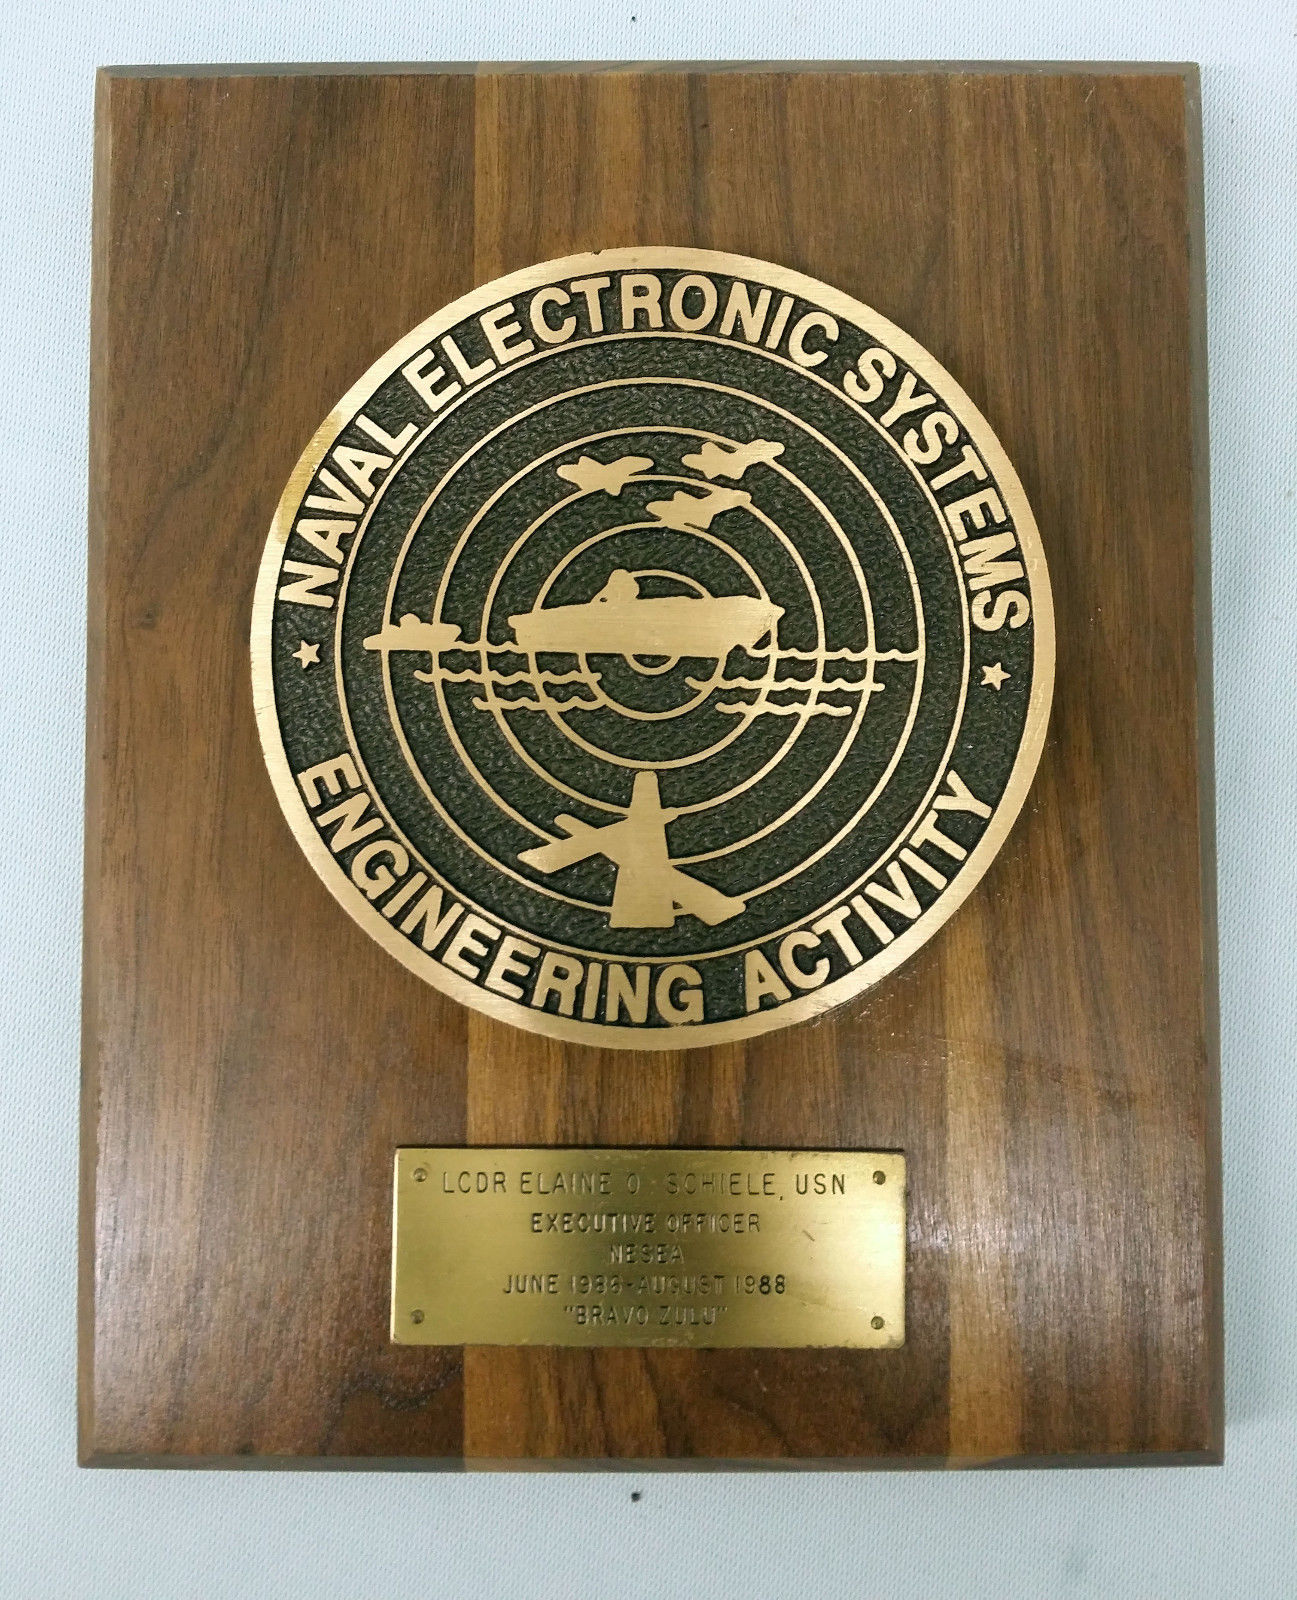 NAVAL ELECTRONIC SYSTEMS
ENGINEERING ACTIVITY
LCDR ELAINE O. SCHIELE, USN
EXECUTIVE OFFICER
NESEA
JUNE 1986-AUGUST 1988
"BRAVO ZULU"